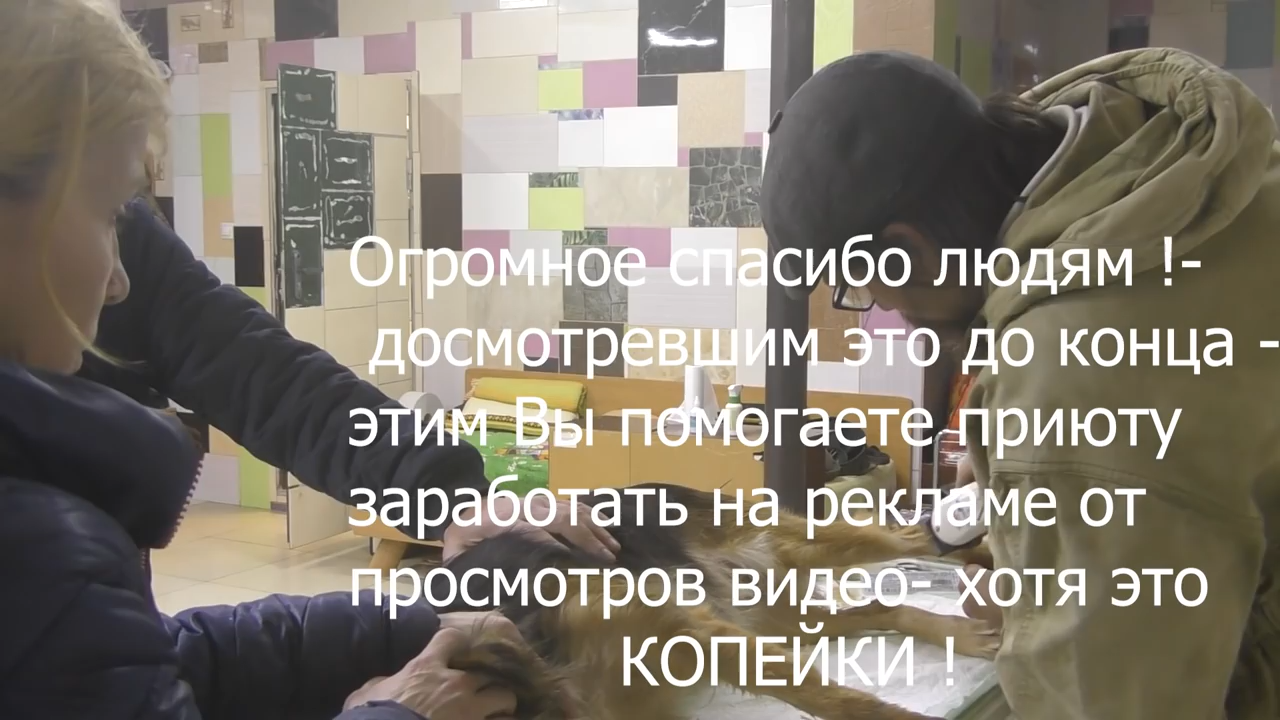 Огромное спасибо людям !-
досмотревшим это до конца -
этим Вы помогаете приюту
заработать на рекламе от
просмотров видео- хотя это
КОПЕЙКИ !